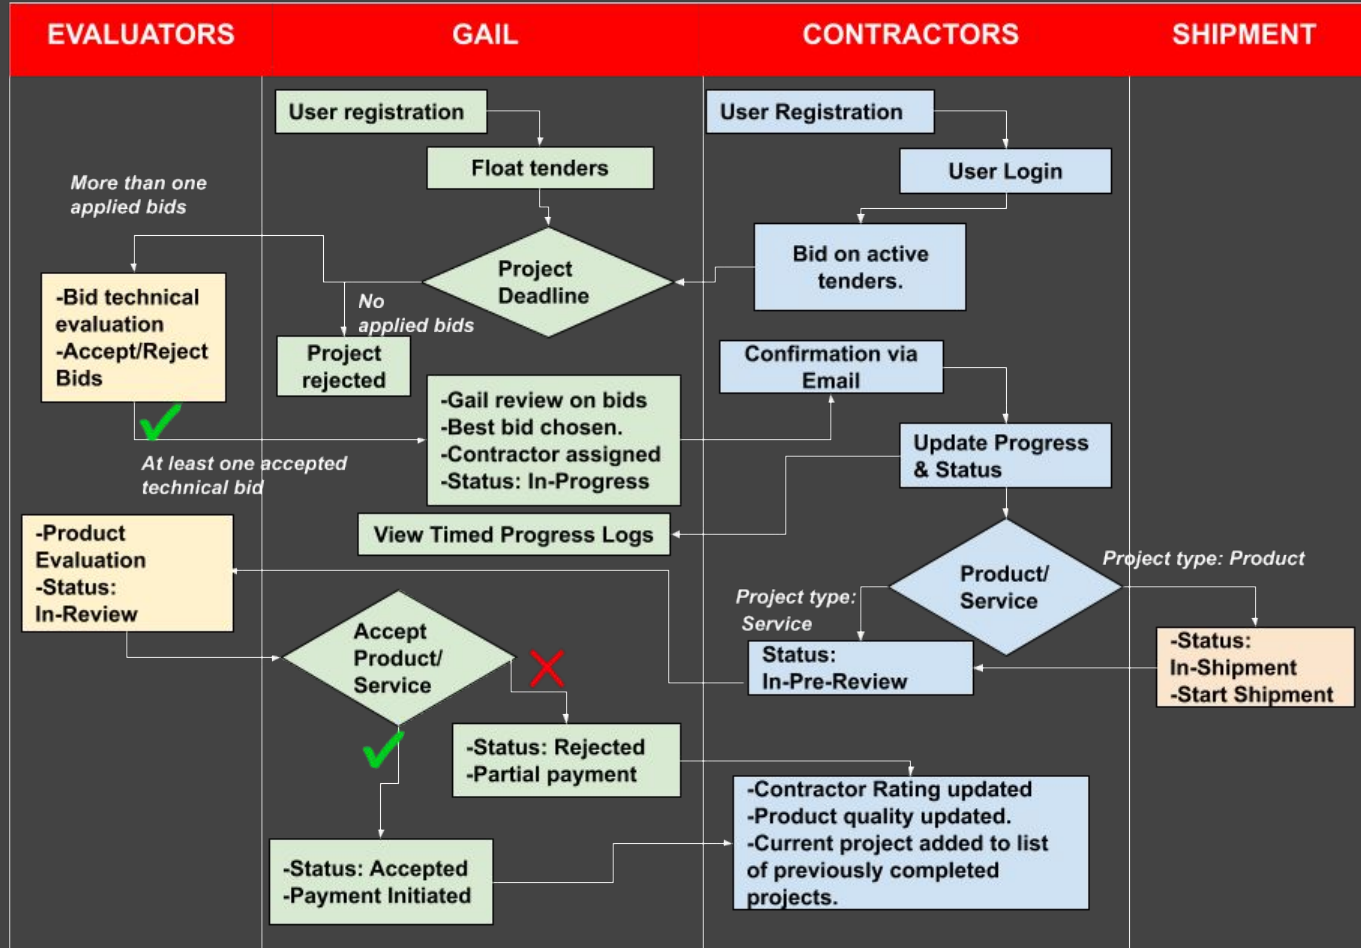 EVALUATORS
GAIL
CONTRACTORS
SHIPMENT
User registration
User Registration
Float tenders
User Login
More than one
applied bids
Project
Deadline
Bid on active
tenders.
-Bid technical
evaluation
-Accept/Reject
Bids
No
applied bids
Project
rejected
Confirmation via
Email
-Gail review on bids
-Best bid chosen.
-Contractor assigned
-Status: In-Progress
Update Progress
& Status
At least one accepted
technical bid
View Timed Progress Logs
-Product
Evaluation
-Status:
In-Review
Product/
Service
Project type: Product
Project type:
Service
Accept
Product/
Service
Status:
In-Pre-Review
-Status:
In-Shipment
-Start Shipment
-Status: Rejected
-Partial payment
-Contractor Rating updated
-Product quality updated.
-Current project added to list
of previously completed
projects.
-Status: Accepted
-Payment Initiated